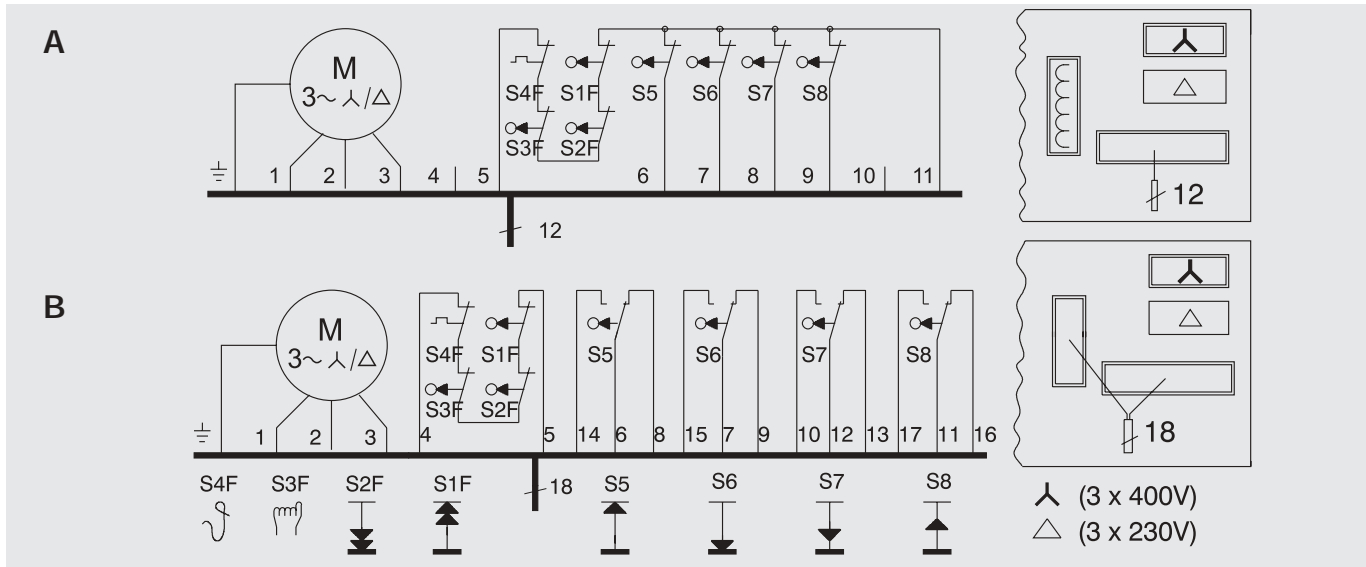 A
M
3~ ⅄/△
S4F S1F S5 S6 S7 S8
S3F S2F
1 2 3 4 5 6 7 8 9 10 11
12
12
B
M
3~ ⅄/△
S4F S1F S5 S6 S7 S8
S3F S2F
1 2 3 4 5 14 6 8 15 7 9 10 12 13 17 11 16
18
18
S4F S3F S2F S1F S5 S6 S7 S8
⅄ (3 x 400V)
△ (3 x 230V)